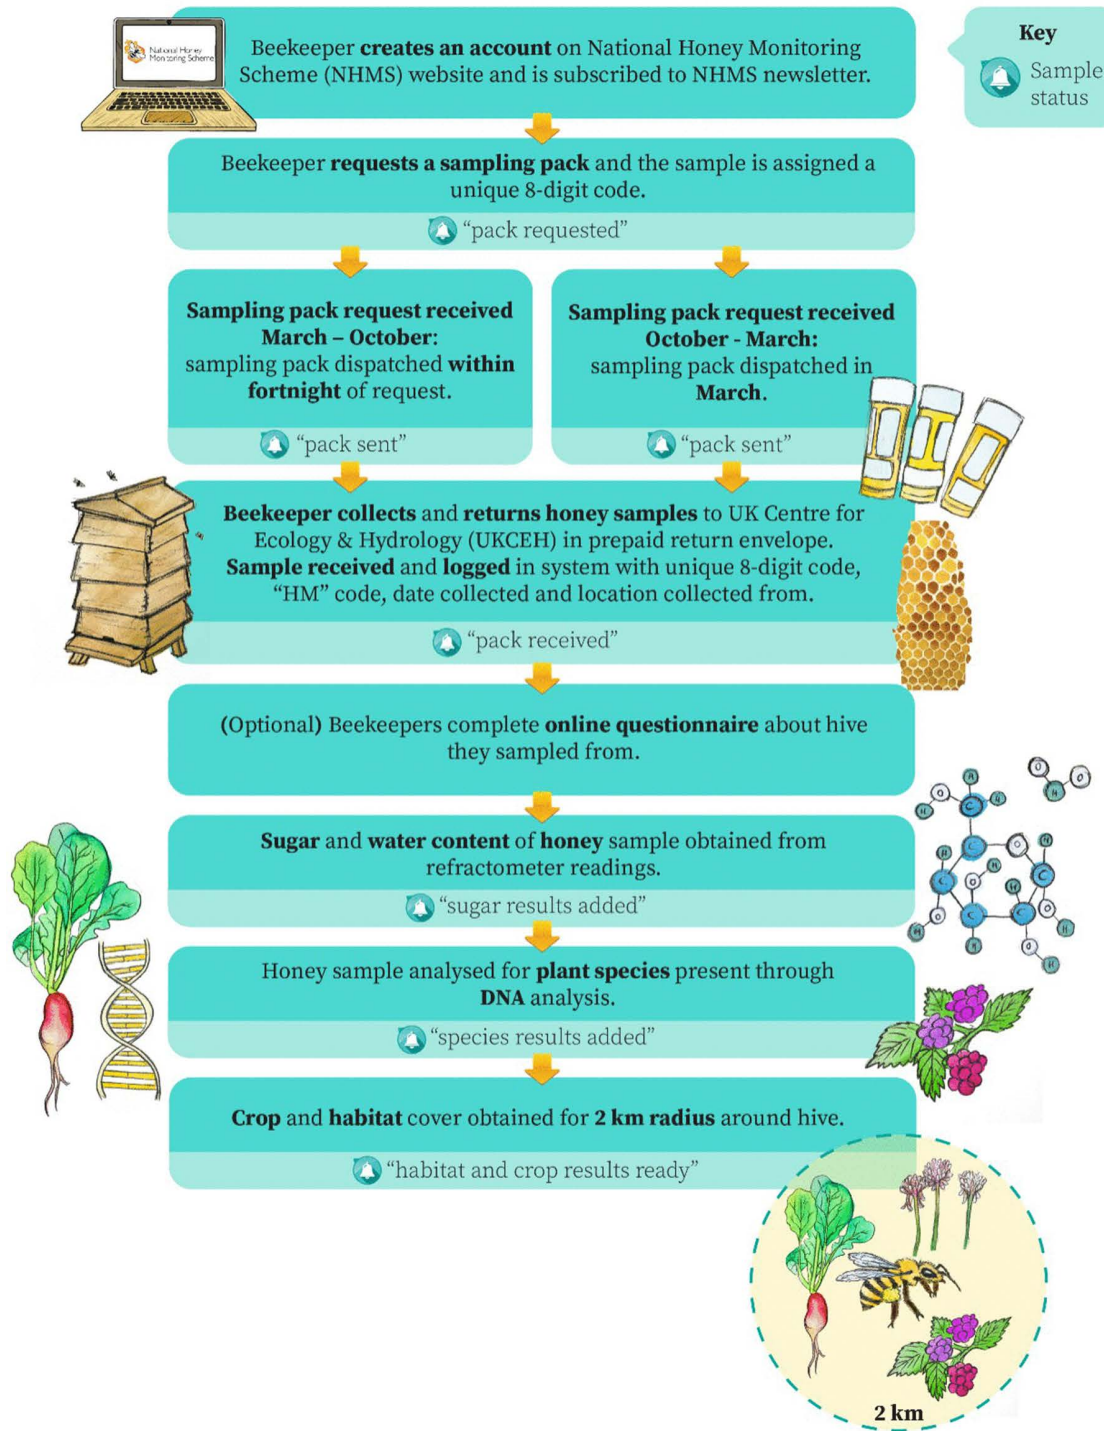 National Honey
Monitoring Scheme
Beekeeper creates an account on National Honey Monitoring
Scheme (NHMS) website and is subscribed to NHMS newsletter.
Key
Sample
status
Beekeeper requests a sampling pack and the sample is assigned a
unique 8-digit code.
“pack requested”
Sampling pack request received
March – October:
sampling pack dispatched within
fortnight of request.
“pack sent”
Sampling pack request received
October - March:
sampling pack dispatched in
March.
“pack sent”
Beekeeper collects and returns honey samples to UK Centre for
Ecology & Hydrology (UKCEH) in prepaid return envelope.
Sample received and logged in system with unique 8-digit code,
“HM” code, date collected and location collected from.
“pack received”
(Optional) Beekeepers complete online questionnaire about hive
they sampled from.
Sugar and water content of honey sample obtained from
refractometer readings.
“sugar results added”
Honey sample analysed for plant species present through
DNA analysis.
“species results added”
Crop and habitat cover obtained for 2 km radius around hive.
“habitat and crop results ready”
2 km